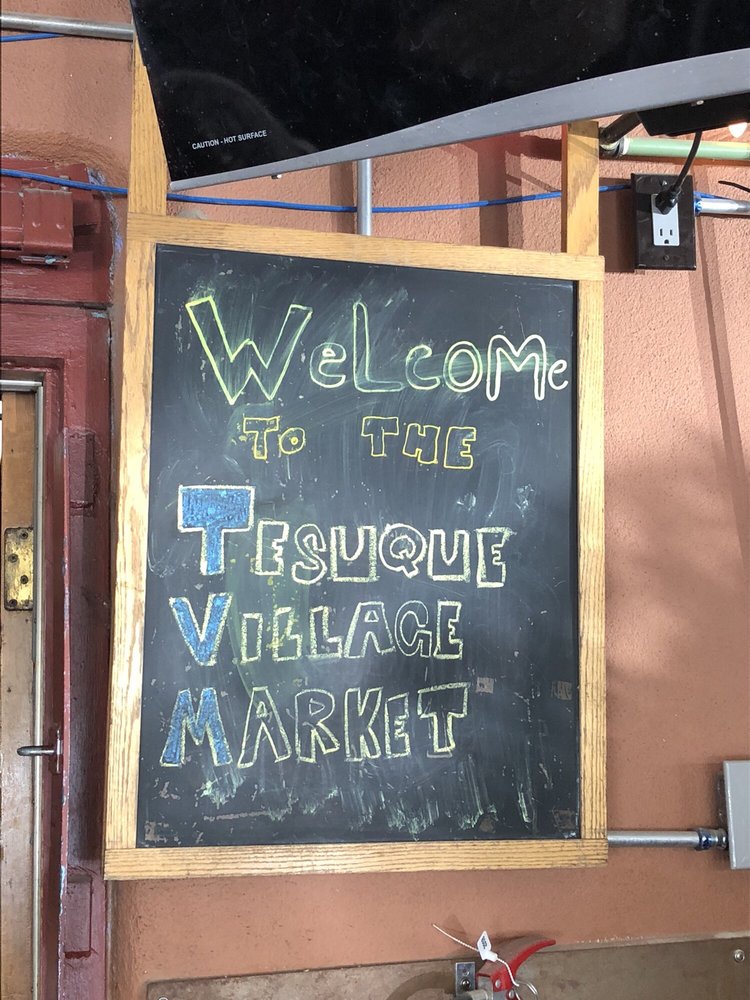 CAUTION - HOT SURFACE
WeLcoMe
To THE
TESUQUE
VILLAGE
MARKET